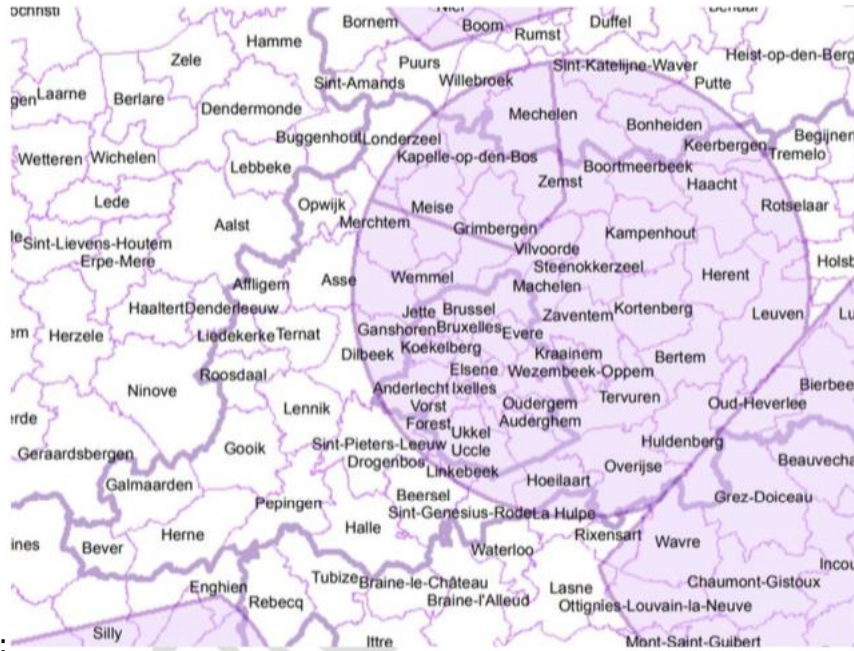 Bornem
Boom
Rumst
Duffel
Hamme
Zele
Puurs
Sint-Katelijne-Waver
Heist-op-den-Berg
Sint-Amands
Willebroek
Putte
Laarne
Berlare
Dendermonde
Mechelen
Bonheiden
Buggenhout
Londerzeel
Keerbergen
Begijnen
Tremelo
Wetteren
Wichelen
Lebbeke
Kapelle-op-den-Bos
Boortmeerbeek
Zemst
Haacht
Lede
Opwijk
Meise
Rotselaar
Aalst
Merchtem
Grimbergen
Kampenhout
Sint-Lievens-Houtem
Vilvoorde
Erpe-Mere
Steenokkerzeel
Holsb
Affligem
Asse
Wemmel
Machelen
Herent
Haaltert
Denderleeuw
Jette
Brussel
Zaventem
Kortenberg
Leuven
Lu
Ganshoren
Bruxelles
Evere
Herzele
Liedekerke
Ternat
Dilbeek
Koekelberg
Kraainem
Bertem
Roosdaal
Elsene
Wezembeek-Oppem
Ninove
Anderlecht
Ixelles
Tervuren
Bierbee
Lennik
Vorst
Oudergem
Oud-Heverlee
Forest
Auderghem
Geraardsbergen
Gooik
Sint-Pieters-Leeuw
Ukkel
Uccle
Huldenberg
Drogenbos
Linkebeek
Overijse
Beauvecha
Galmaarden
Hoeilaart
Pepingen
Beersel
Grez-Doiceau
Sint-Genesius-Rode
La Hulpe
Halle
Herne
Bever
Waterloo
Rixensart
Wavre
Incou
Enghien
Tubize
Braine-le-Château
Lasne
Chaumont-Gistoux
Rebecq
Braine-l'Alleud
Ottignies-Louvain-la-Neuve
Silly
Ittre
Mont-Saint-Guibert